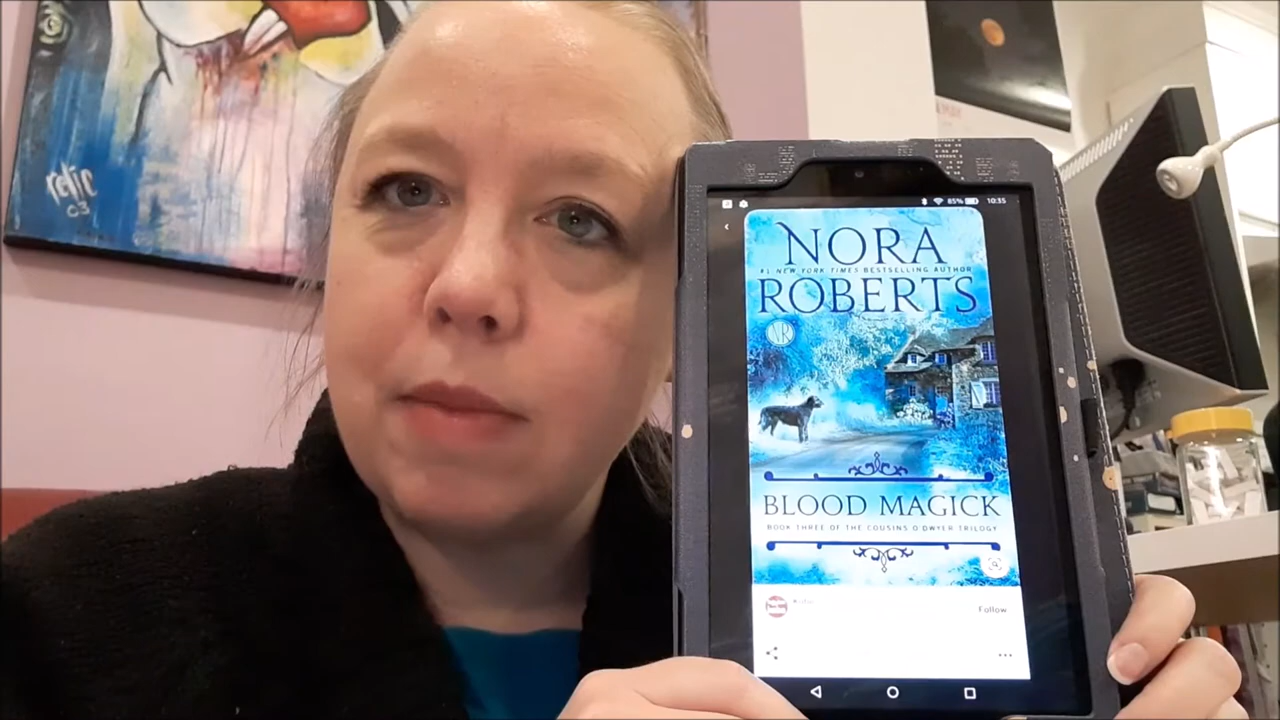 relic
C3
85% 10:35
NORA
#1 NEW YORK TIMES BESTSELLING AUTHOR
ROBERTS
NR
BLOOD MAGICK
BOOK THREE OF THE COUSINS O'DWYER TRILOGY
Follow